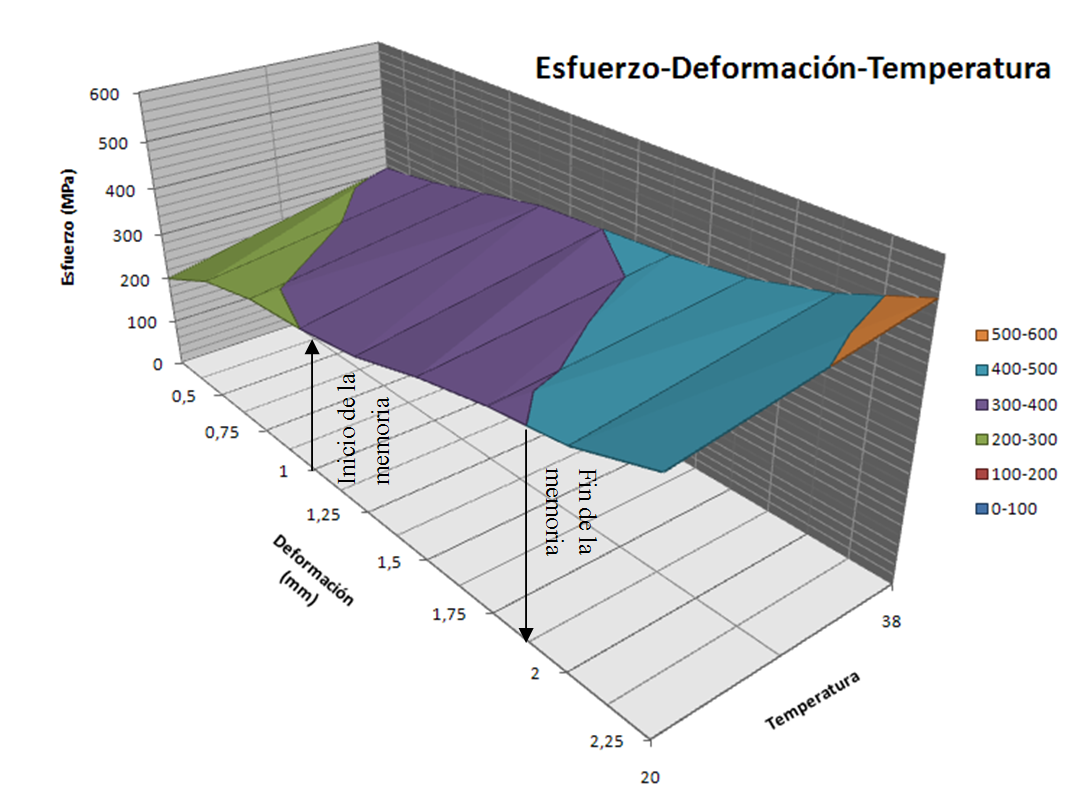 Esfuerzo-Deformación-Temperatura
600
500
400
300
200
100
0
Esfuerzo (MPa)
0,5
0,75
1
1,25
1,5
1,75
2
2,25
Deformación
(mm)
Inicio de la
memoria
Fin de la
memoria
20
38
Temperatura
500-600
400-500
300-400
200-300
100-200
0-100